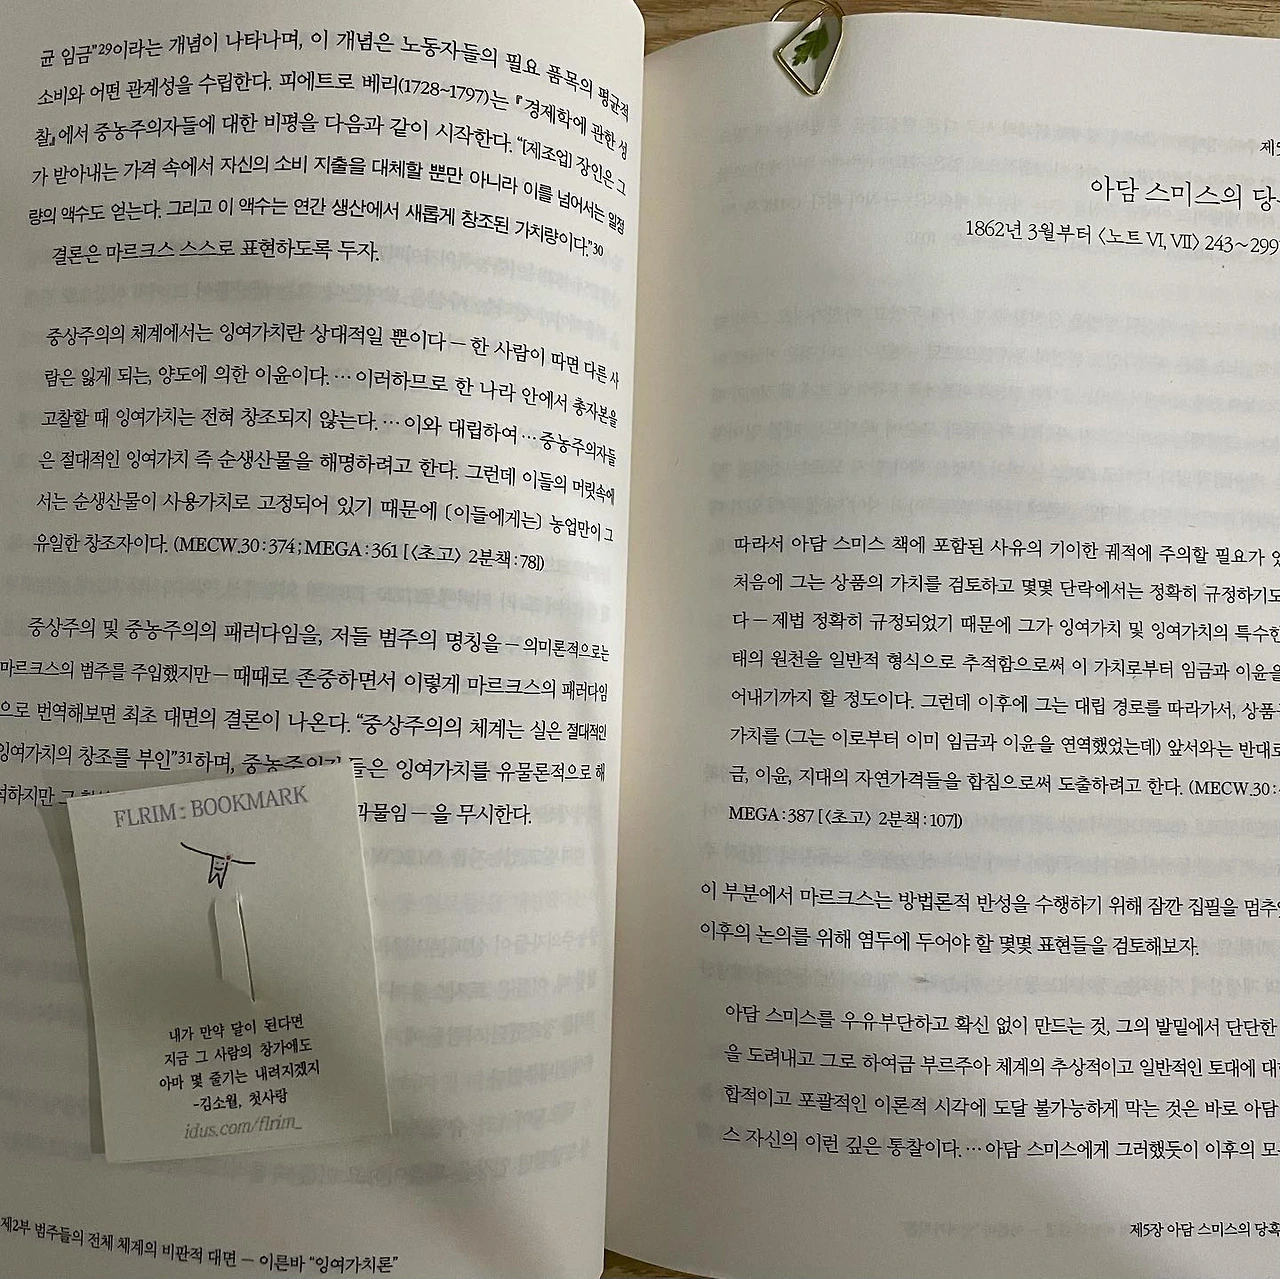 균 임금”29이라는 개념이 나타나며, 이 개념은 노동자들의 필요 품목의 평균적
소비와 어떤 관계성을 수립한다. 피에트로 베리(1728~1797)는 『경제학에 관한 성
찰』에서 중농주의자들에 대한 비평을 다음과 같이 시작한다. “[제조업] 장인은 그
가 받아내는 가격 속에서 자신의 소비 지출을 대체할 뿐만 아니라 이를 넘어서는 일정
량의 액수도 얻는다. 그리고 이 액수는 연간 생산에서 새롭게 창조된 가치량이다.”30
결론은 마르크스 스스로 표현하도록 두자.
중상주의의 체계에서는 잉여가치란 상대적일 뿐이다 — 한 사람이 따면 다른 사
람은 잃게 되는, 양도에 의한 이윤이다. … 이러하므로 한 나라 안에서 총자본을
고찰할 때 잉여가치는 전혀 창조되지 않는다. … 이와 대립하여 … 중농주의자들
은 절대적인 잉여가치 즉 순생산물을 해명하려고 한다. 그런데 이들의 머릿속에
서는 순생산물이 사용가치로 고정되어 있기 때문에 〔이들에게는〕 농업만이 그
유일한 창조자이다. (MECW.30 : 374 ; MEGA : 361 [〈초고〉 2분책 : 78])
중상주의 및 중농주의의 패러다임을, 저들 범주의 명칭을 — 의미론적으로는
마르크스의 범주를 주입했지만 — 때때로 존중하면서 이렇게 마르크스의 패러다임
으로 번역해보면 최초 대면의 결론이 나온다. “중상주의의 체계는 실은 절대적인
잉여가치의 창조를 부인”31하며, 중농주의자들은 잉여가치를 유물론적으로 해
석하지만 그 물임 — 을 무시한다.
FLRIM : BOOKMARK
내가 만약 달이 된다면
지금 그 사람의 창가에도
아마 몇 줄기는 내려지겠지
-김소월, 첫사랑
idus.com/flrim_
제2부 범주들의 전체 체계의 비판적 대면 — 이른바 “잉여가치론”
제5
아담 스미스의 당
1862년 3월부터 〈노트 VI, VII〉 243~299
따라서 아담 스미스 책에 포함된 사유의 기이한 궤적에 주의할 필요가
처음에 그는 상품의 가치를 검토하고 몇몇 단락에서는 정확히 규정하기도
다 — 제법 정확히 규정되었기 때문에 그가 잉여가치 및 잉여가치의 특수한
태의 원천을 일반적 형식으로 추적함으로써 이 가치로부터 임금과 이윤을
어내기까지 할 정도이다. 그런데 이후에 그는 대립 경로를 따라가서, 상품
가치를 (그는 이로부터 이미 임금과 이윤을 연역했었는데) 앞서와는 반대로
금, 이윤, 지대의 자연가격들을 합침으로써 도출하려고 한다. (MECW.30 :
MEGA : 387 [〈초고〉 2분책 : 107])
이 부분에서 마르크스는 방법론적 반성을 수행하기 위해 잠깐 집필을 멈추
이후의 논의를 위해 염두에 두어야 할 몇몇 표현들을 검토해보자.
아담 스미스를 우유부단하고 확신 없이 만드는 것, 그의 발밑에서 단단한
을 도려내고 그로 하여금 부르주아 체계의 추상적이고 일반적인 토대에 대
합적이고 포괄적인 이론적 시각에 도달 불가능하게 막는 것은 바로 아담
스 자신의 이런 깊은 통찰이다. … 아담 스미스에게 그러했듯이 이후의 모
제5장 아담 스미스의 당혹